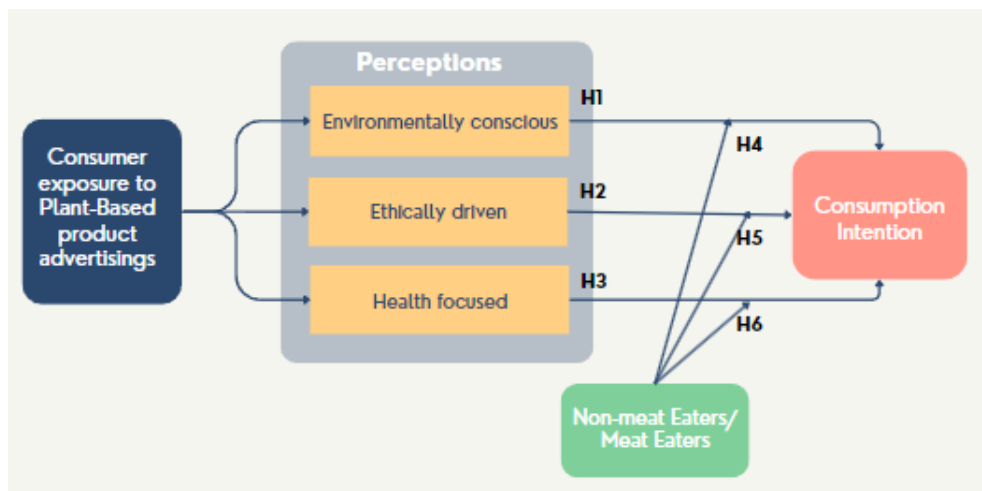 Perceptions
Consumer
exposure to
Plant-Based
product
advertisings
Environmentally conscious
Ethically driven
Health focused
H1
H2
H3
H4
H5
H6
Consumption
Intention
Non-meat Eaters/
Meat Eaters